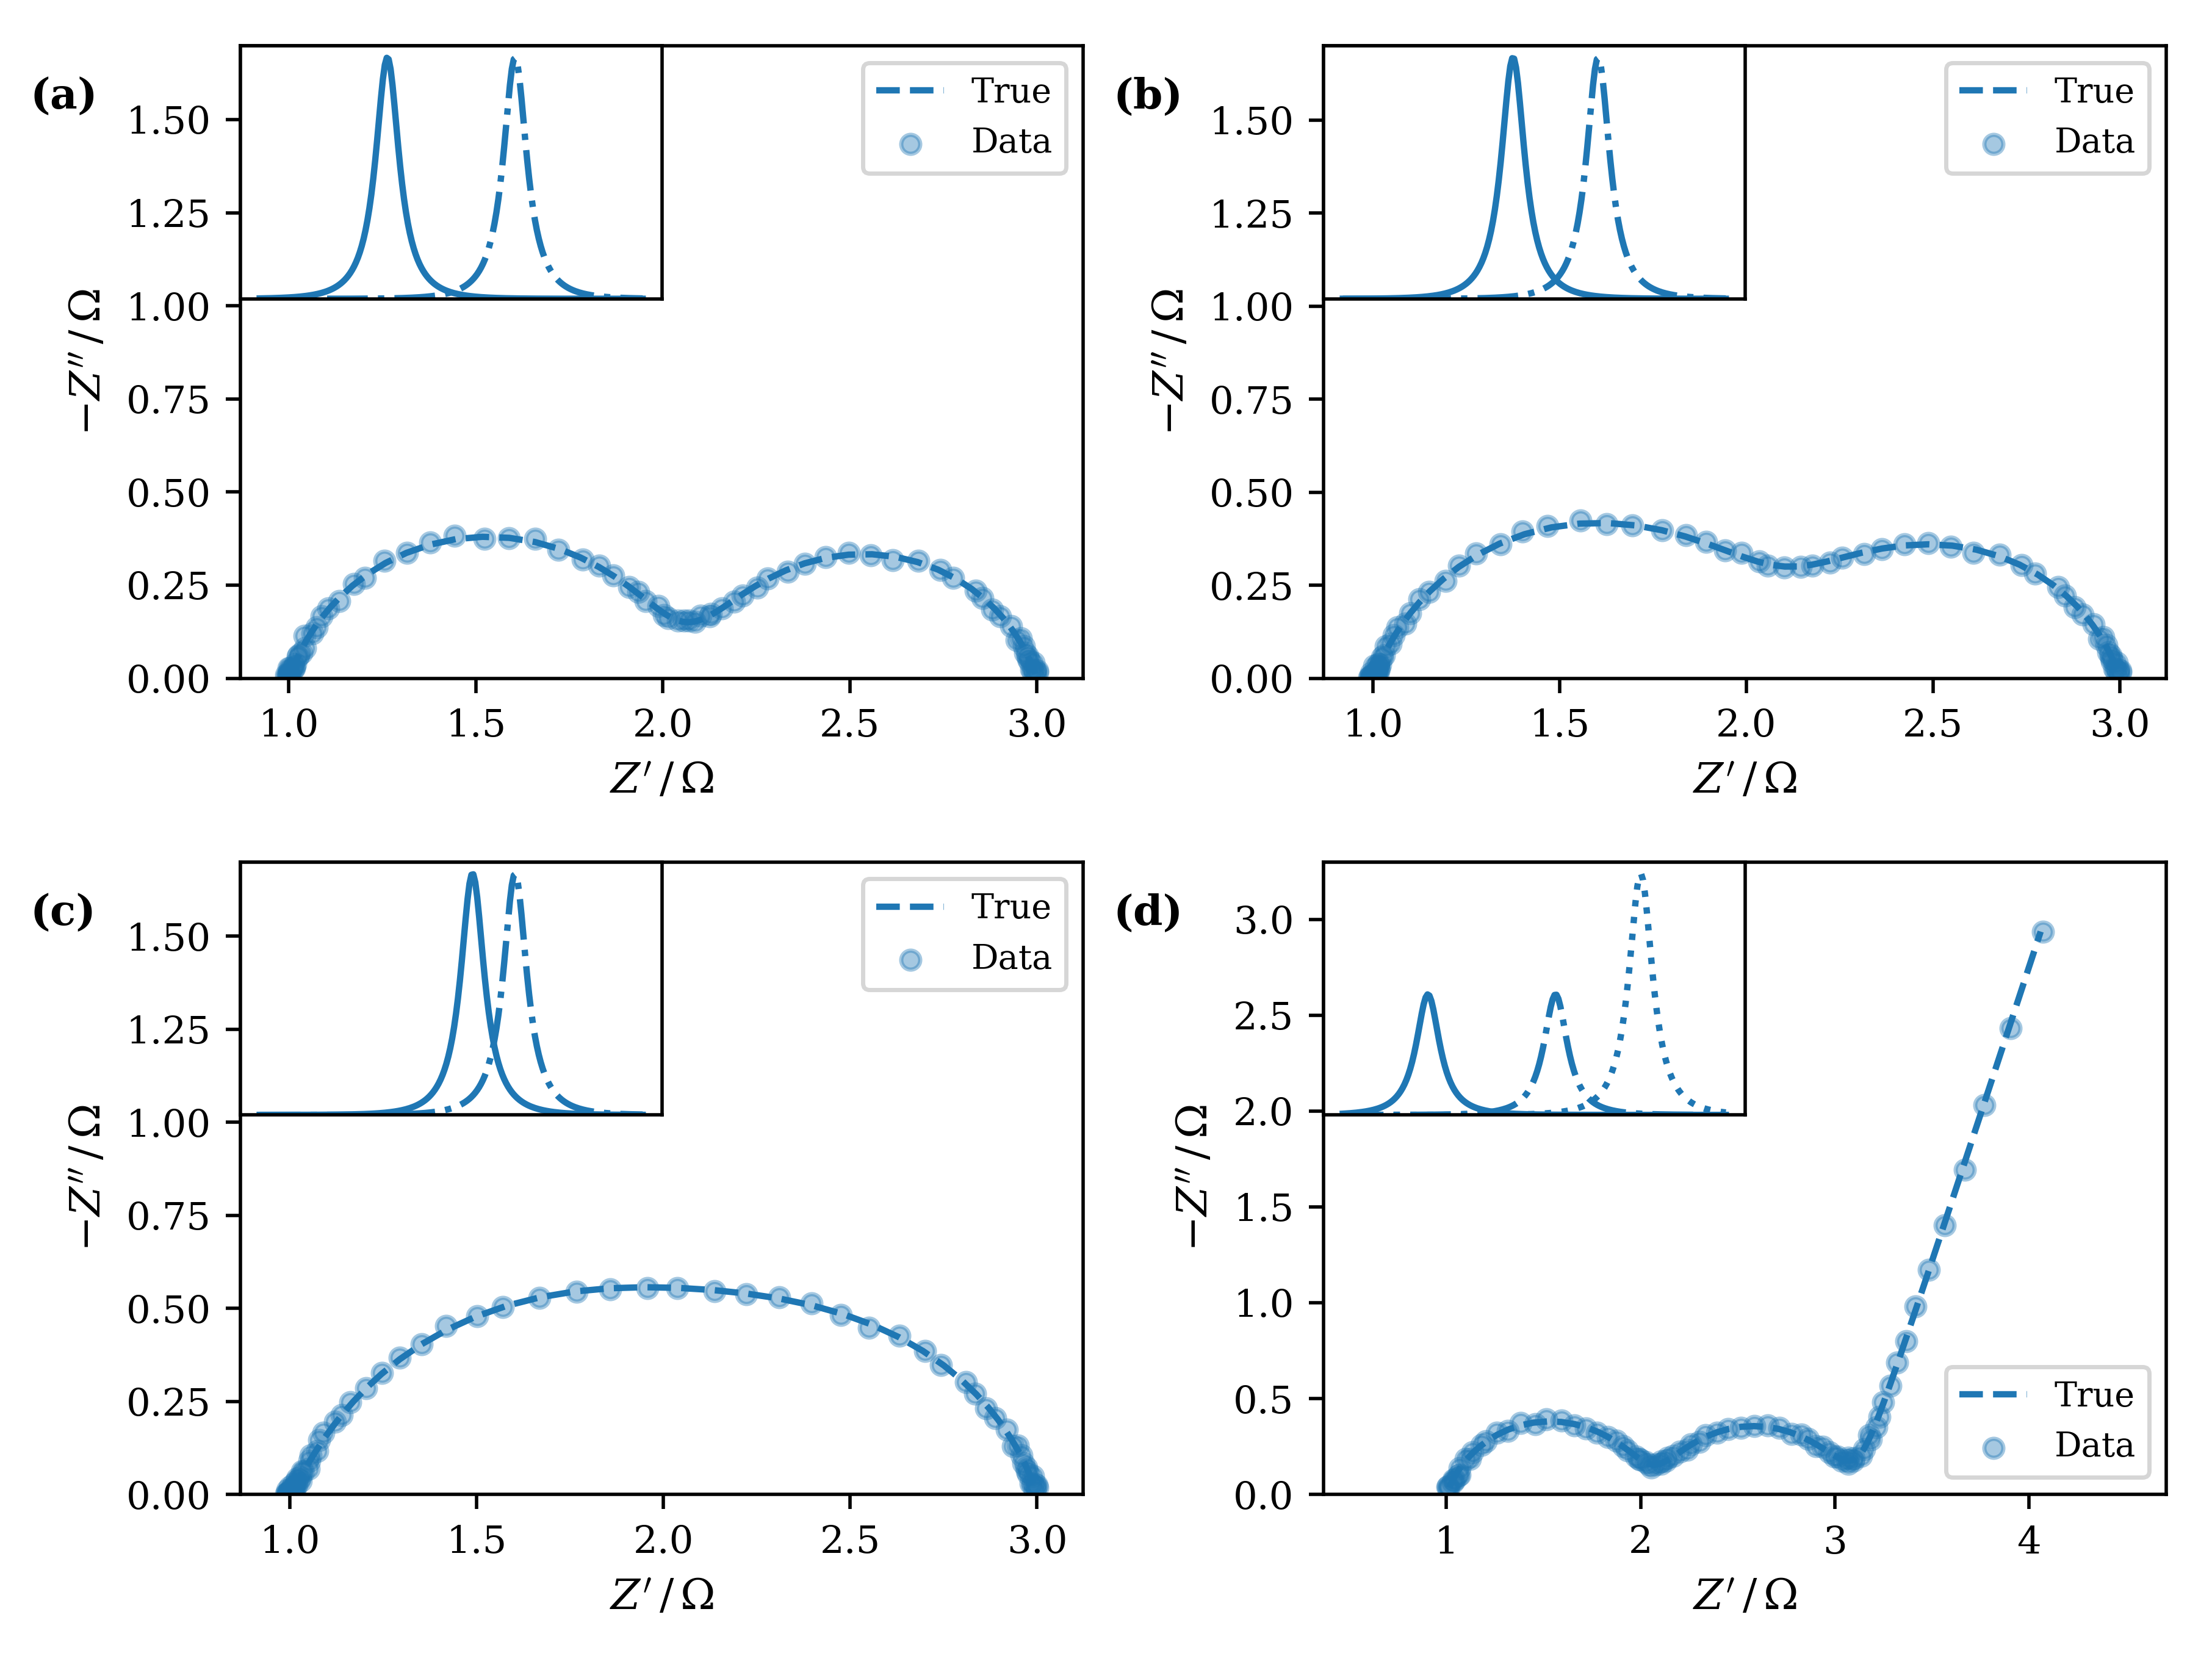 (a)
True
Data
1.50
1.25
1.00
0.75
0.50
0.25
0.00
−Z″ / Ω
1.0 1.5 2.0 2.5 3.0
Z′ / Ω
(b)
True
Data
1.50
1.25
1.00
0.75
0.50
0.25
0.00
−Z″ / Ω
1.0 1.5 2.0 2.5 3.0
Z′ / Ω
(c)
True
Data
1.50
1.25
1.00
0.75
0.50
0.25
0.00
−Z″ / Ω
1.0 1.5 2.0 2.5 3.0
Z′ / Ω
(d)
3.0
2.5
2.0
1.5
1.0
0.5
0.0
−Z″ / Ω
True
Data
1 2 3 4
Z′ / Ω